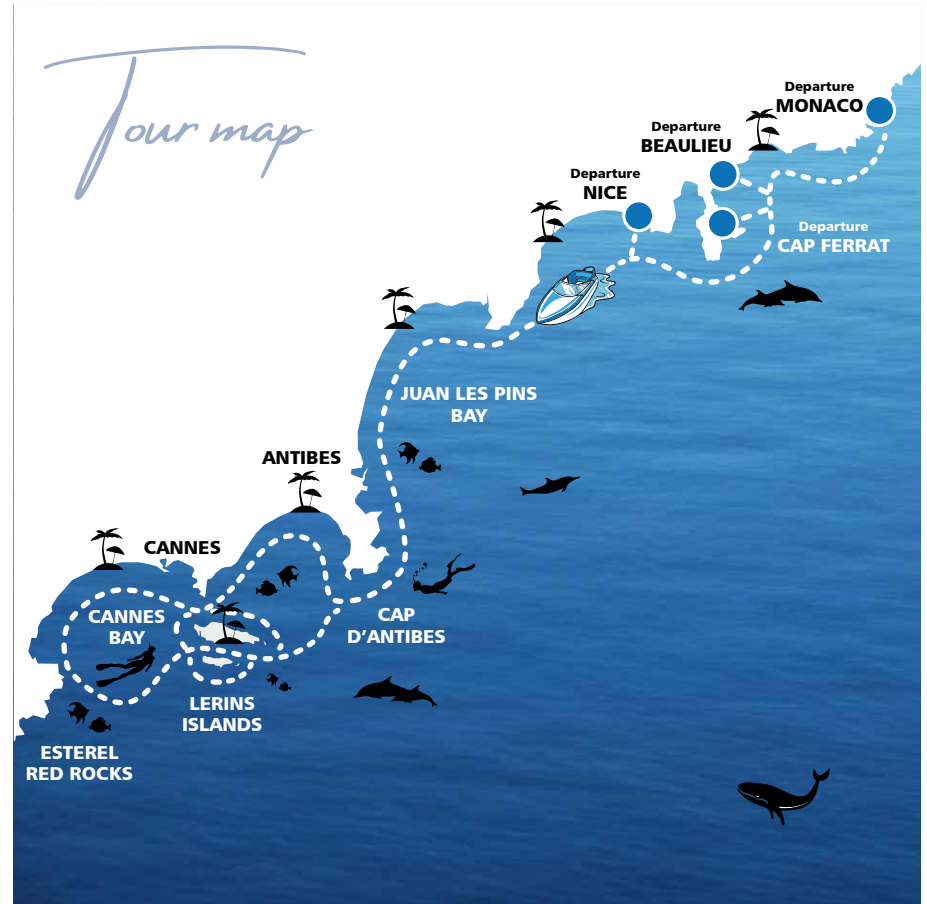 Tour map
Departure
MONACO
Departure
BEAULIEU
Departure
NICE
Departure
CAP FERRAT
JUAN LES PINS
BAY
ANTIBES
CANNES
CANNES
BAY
CAP
D’ANTIBES
LERINS
ISLANDS
ESTEREL
RED ROCKS